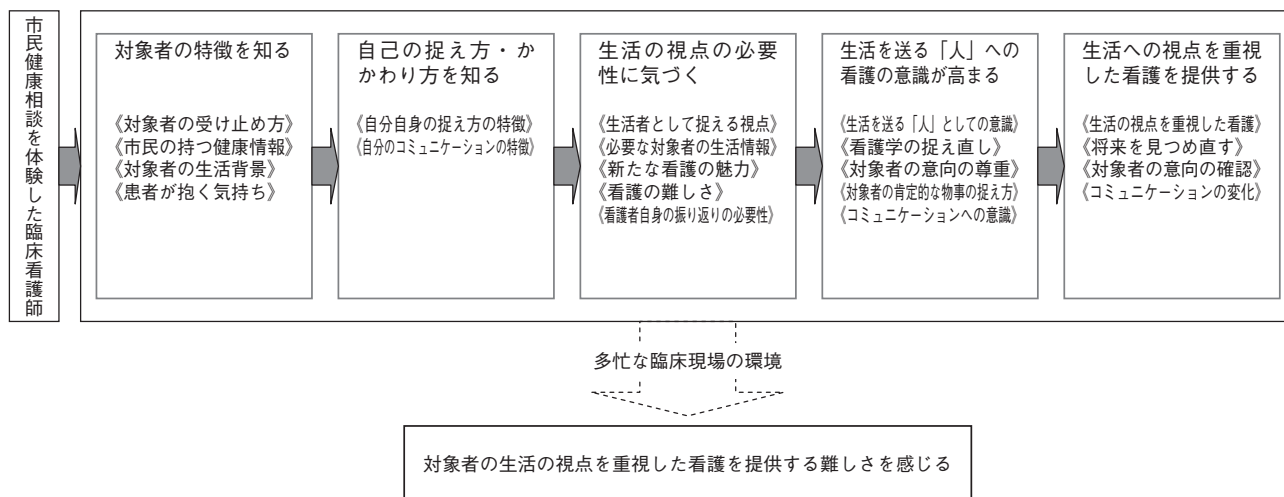 市民健康相談を体験した臨床看護師
対象者の特徴を知る
《対象者の受け止め方》
《市民の持つ健康情報》
《対象者の生活背景》
《患者が抱く気持ち》
自己の捉え方・か
かわり方を知る
《自分自身の捉え方の特徴》
《自分のコミュニケーションの特徴》
生活の視点の必要
性に気づく
《生活者として捉える視点》
《必要な対象者の生活情報》
《新たな看護の魅力》
《看護の難しさ》
《看護者自身の振り返りの必要性》
生活を送る「人」への
看護の意識が高まる
《生活を送る「人」としての意識》
《看護学の捉え直し》
《対象者の意向の尊重》
《対象者の肯定的な物事の捉え方》
《コミュニケーションへの意識》
生活への視点を重視
した看護を提供する
《生活の視点を重視した看護》
《将来を見つめ直す》
《対象者の意向の確認》
《コミュニケーションの変化》
多忙な臨床現場の環境
対象者の生活の視点を重視した看護を提供する難しさを感じる